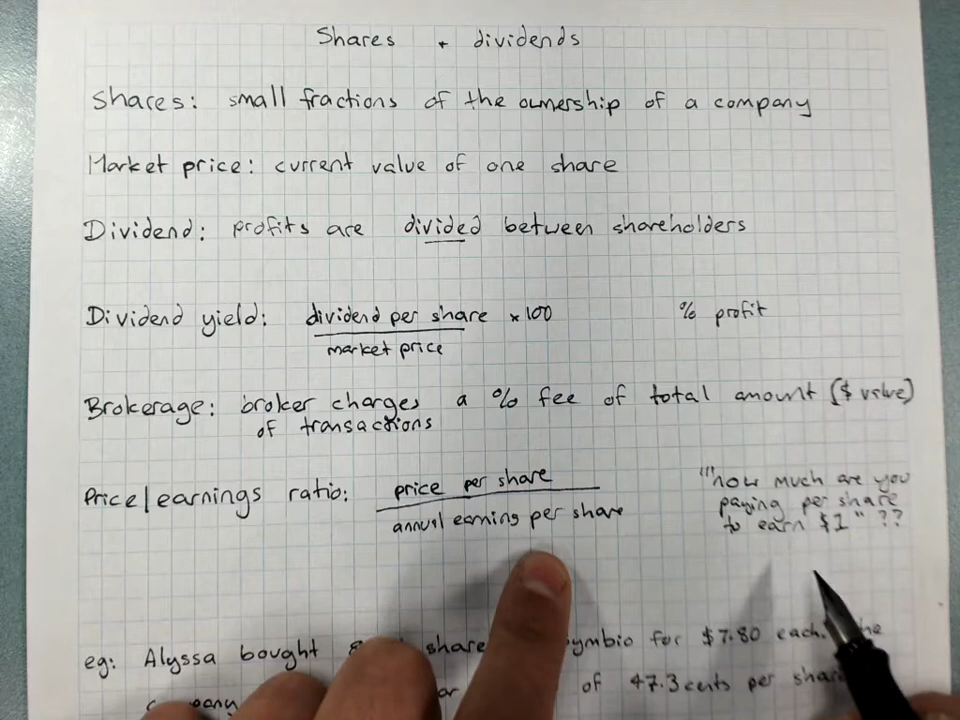 Shares + dividends
Shares: small fractions of the ownership of a company
Market price: current value of one share
Dividend: profits are divided between shareholders
Dividend yield: dividend per share × 100 % profit
market price
Brokerage: broker charges a % fee of total amount ($ value)
of transactions
Price/earnings ratio: price per share
annual earning per share
"how much are you
paying per share
to earn $1" ??
eg: Alyssa bought share ymbio for $7.80 each.
of 47.3 cents per share